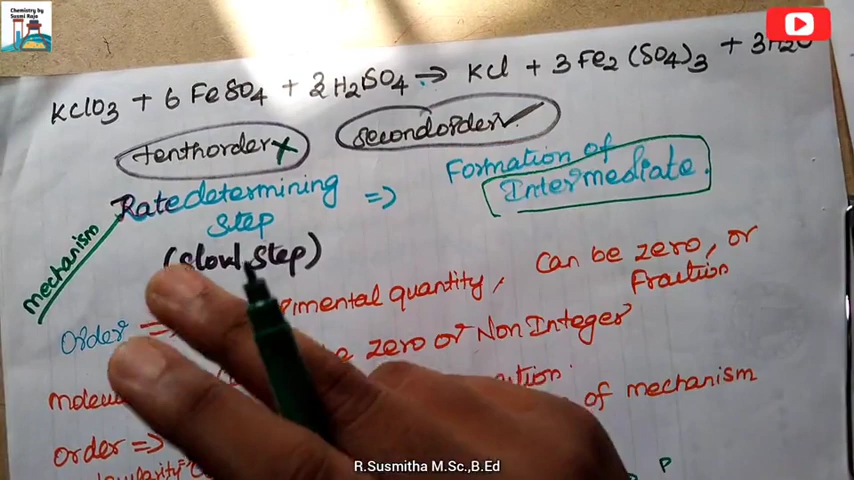 Chemistry by
Susmi Raja
KClO3 + 6 FeSO4 + 3 H2SO4 → KCl + 3 Fe2 (SO4)3 + 3H2O
tenthorder x secondorder ✓
Rate determining => Formation of
step Intermediate.
(slow step)
mechanism
Order => rimental quantity, Can be zero, or
Fraction
zero or Non Integer
molecu
of mechanism
order =>
P
R.Susmitha M.Sc.,B.Ed